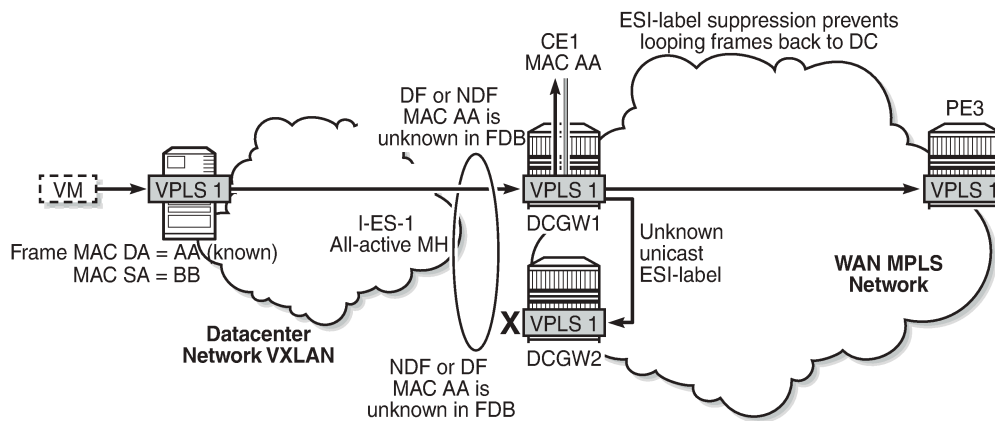 ESI-label suppression prevents
looping frames back to DC
CE1
MAC AA
DF or NDF
MAC AA is
unknown in FDB
PE3
VM
VPLS 1
VPLS 1
VPLS 1
DCGW1
I-ES-1
All-active MH
Frame MAC DA = AA (known)
MAC SA = BB
Unknown
unicast
ESI-label
WAN MPLS
Network
Datacenter
Network VXLAN
X
VPLS 1
DCGW2
NDF or DF
MAC AA is
unknown in FDB